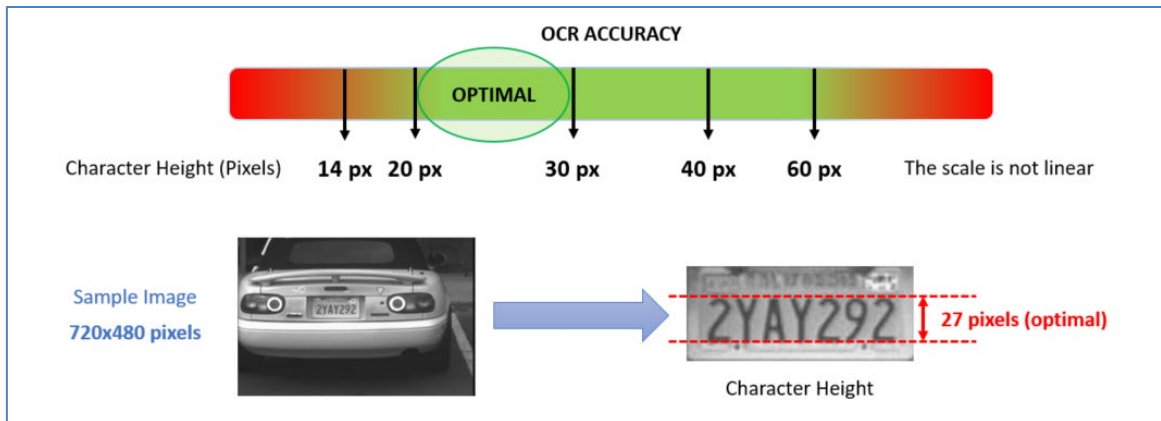 OCR ACCURACY
OPTIMAL
Character Height (Pixels) 14 px 20 px 30 px 40 px 60 px The scale is not linear
Sample Image
720x480 pixels
2YAY292
2YAY292
27 pixels (optimal)
Character Height